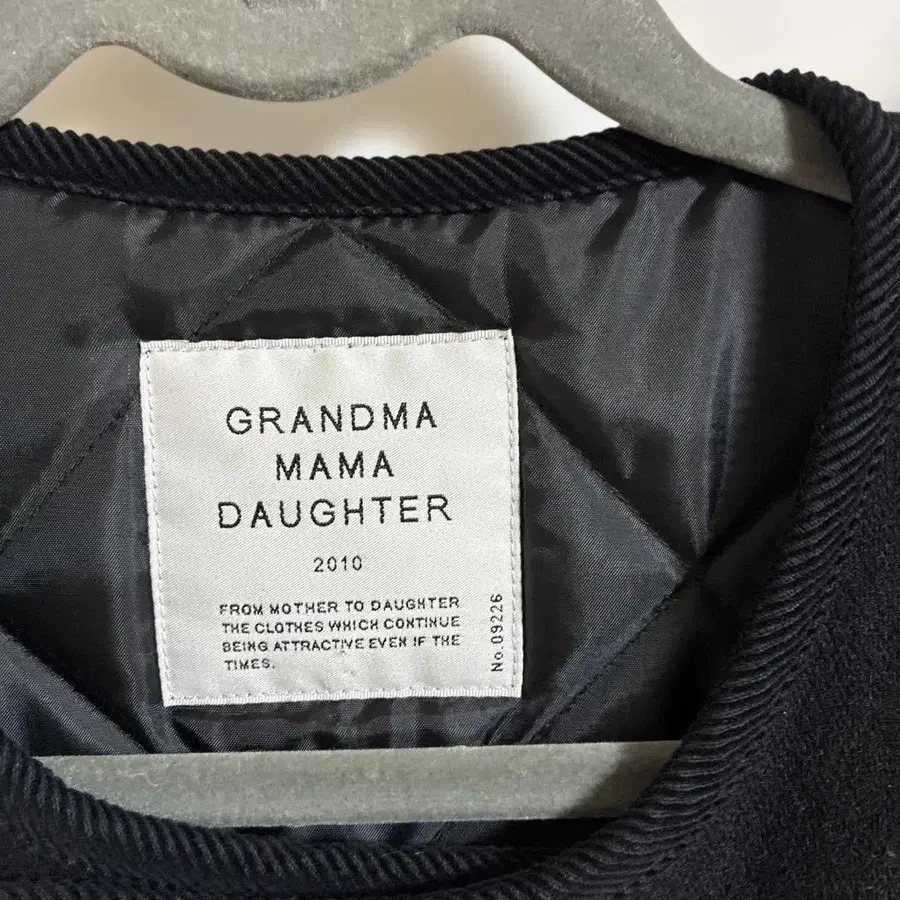 GRANDMA
MAMA
DAUGHTER
2010
FROM MOTHER TO DAUGHTER
THE CLOTHES WHICH CONTINUE
BEING ATTRACTIVE EVEN IF THE
TIMES.
No.09226